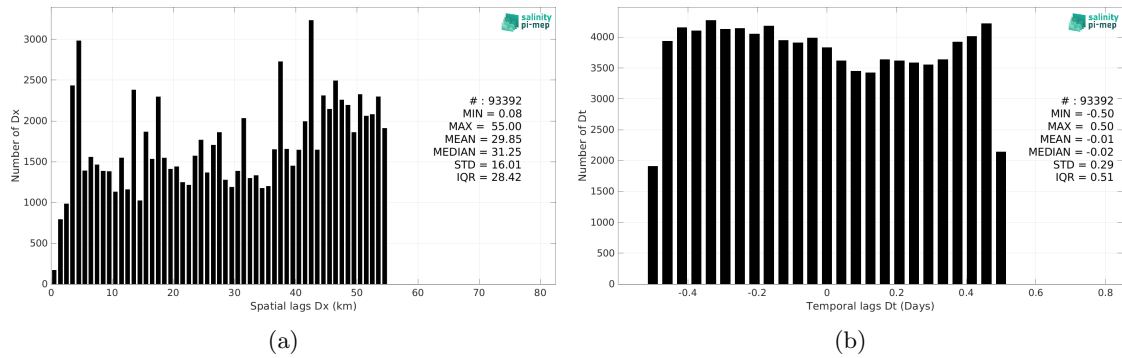 salinity
pi-mep
3000
2500
2000
1500
1000
500
0
Number of Dx
# : 93392
MIN = 0.08
MAX = 55.00
MEAN = 29.85
MEDIAN = 31.25
STD = 16.01
IQR = 28.42
0 10 20 30 40 50 60 70 80
Spatial lags Dx (km)
(a)
salinity
pi-mep
4000
3500
3000
2500
2000
1500
1000
500
0
Number of Dt
# : 93392
MIN = -0.50
MAX = 0.50
MEAN = -0.01
MEDIAN = -0.02
STD = 0.29
IQR = 0.51
-0.4 -0.2 0 0.2 0.4 0.6 0.8
Temporal lags Dt (Days)
(b)